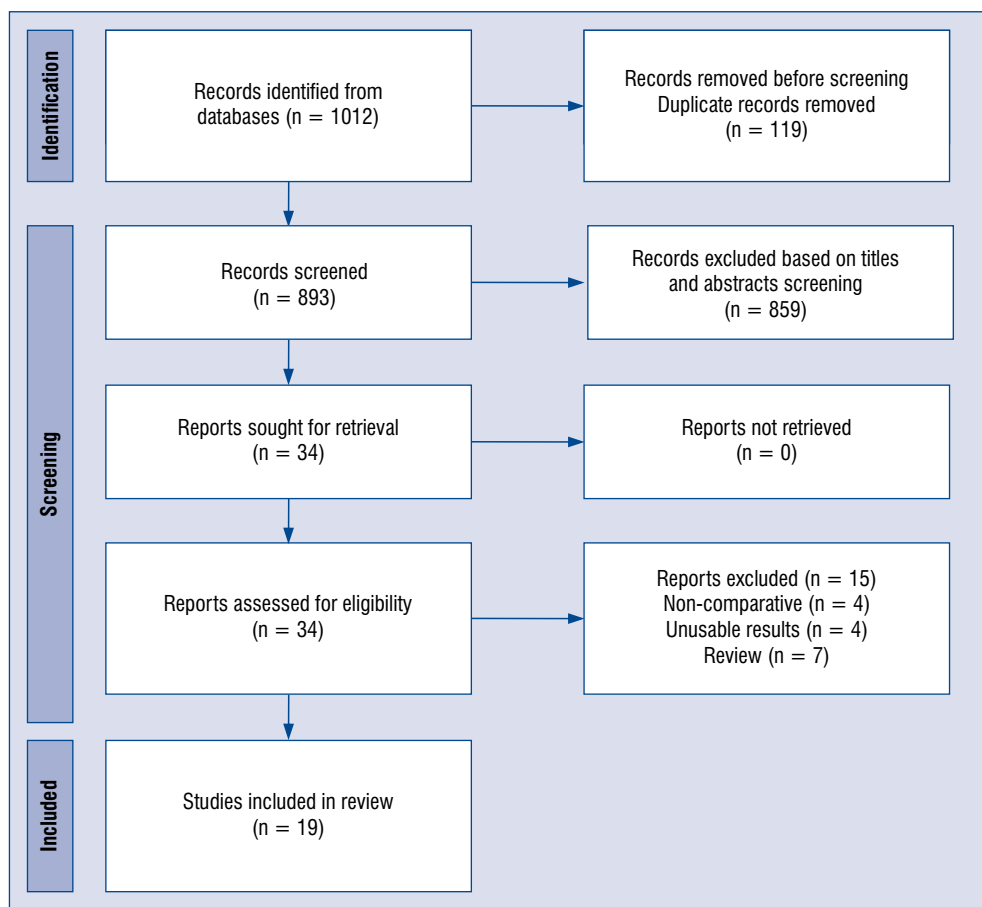 Identification
Records identified from
databases (n = 1012)
Records removed before screening
Duplicate records removed
(n = 119)
Screening
Records screened
(n = 893)
Records excluded based on titles
and abstracts screening
(n = 859)
Reports sought for retrieval
(n = 34)
Reports not retrieved
(n = 0)
Reports assessed for eligibility
(n = 34)
Reports excluded (n = 15)
Non-comparative (n = 4)
Unusable results (n = 4)
Review (n = 7)
Included
Studies included in review
(n = 19)